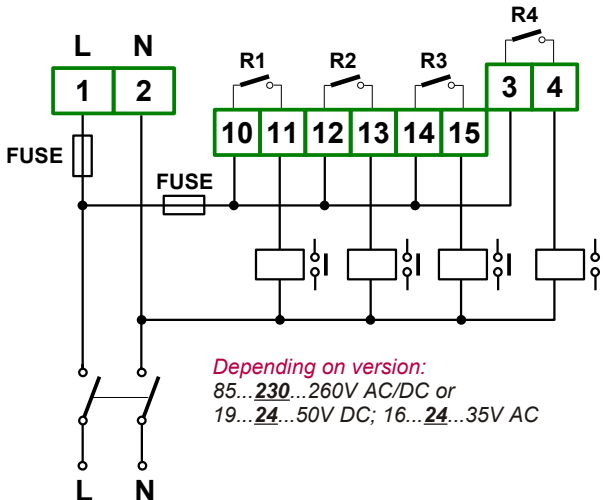 R4
L N
R1 R2 R3
1 2
3 4
10 11 12 13 14 15
FUSE
FUSE
Depending on version:
85...230...260V AC/DC or
19...24...50V DC; 16...24...35V AC
L N